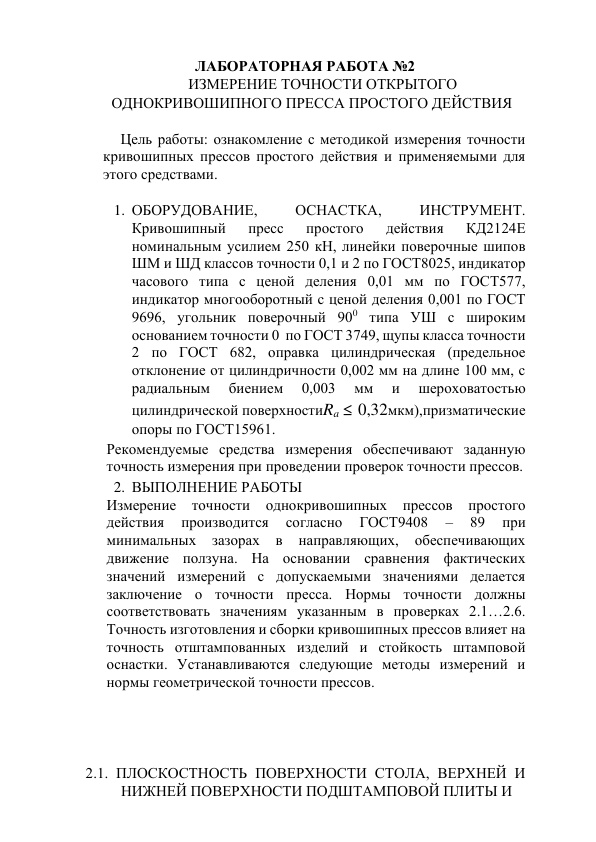 ЛАБОРАТОРНАЯ РАБОТА №2
ИЗМЕРЕНИЕ ТОЧНОСТИ ОТКРЫТОГО
ОДНОКРИВОШИПНОГО ПРЕССА ПРОСТОГО ДЕЙСТВИЯ
Цель работы: ознакомление с методикой измерения точности
кривошипных прессов простого действия и применяемыми для
этого средствами.
1. ОБОРУДОВАНИЕ, ОСНАСТКА, ИНСТРУМЕНТ.
Кривошипный пресс простого действия КД2124Е
номинальным усилием 250 кН, линейки поверочные шипов
ШМ и ШД классов точности 0,1 и 2 по ГОСТ8025, индикатор
часового типа с ценой деления 0,01 мм по ГОСТ577,
индикатор многооборотный с ценой деления 0,001 по ГОСТ
9696, угольник поверочный 90⁰ типа УШ с широким
основанием точности 0 по ГОСТ 3749, щупы класса точности
2 по ГОСТ 682, оправка цилиндрическая (предельное
отклонение от цилиндричности 0,002 мм на длине 100 мм, с
радиальным биением 0,003 мм и шероховатостью
цилиндрической поверхностиRa ≤ 0,32мкм),призматические
опоры по ГОСТ15961.
Рекомендуемые средства измерения обеспечивают заданную
точность измерения при проведении проверок точности прессов.
2. ВЫПОЛНЕНИЕ РАБОТЫ
Измерение точности однокривошипных прессов простого
действия производится согласно ГОСТ9408 – 89 при
минимальных зазорах в направляющих, обеспечивающих
движение ползуна. На основании сравнения фактических
значений измерений с допускаемыми значениями делается
заключение о точности пресса. Нормы точности должны
соответствовать значениям указанным в проверках 2.1…2.6.
Точность изготовления и сборки кривошипных прессов влияет на
точность отштампованных изделий и стойкость штамповой
оснастки. Устанавливаются следующие методы измерений и
нормы геометрической точности прессов.
2.1. ПЛОСКОСТНОСТЬ ПОВЕРХНОСТИ СТОЛА, ВЕРХНЕЙ И
НИЖНЕЙ ПОВЕРХНОСТИ ПОДШТАМПОВОЙ ПЛИТЫ И